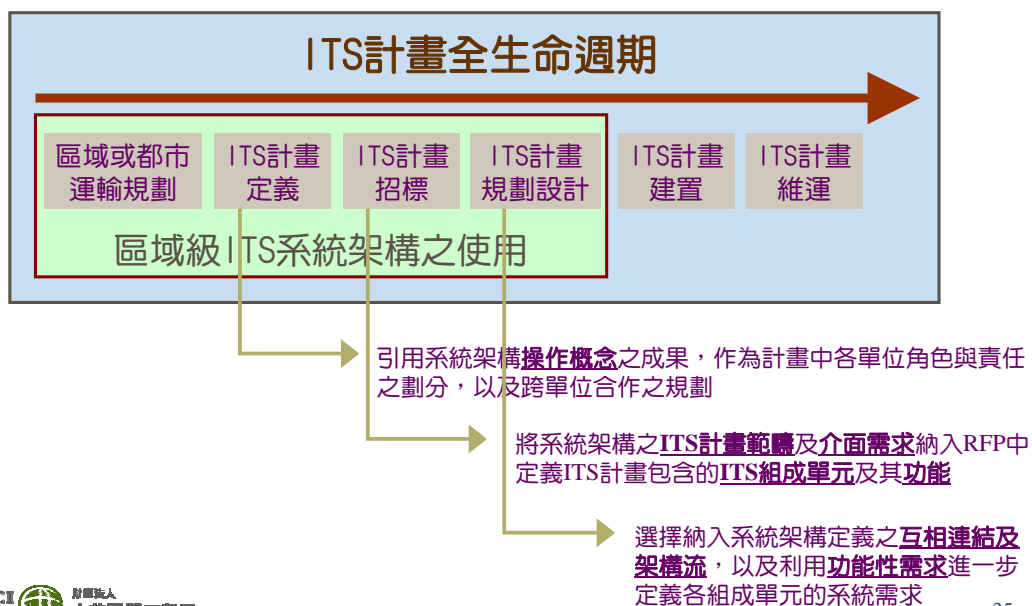 ITS計畫全生命週期
區域或都市
運輸規劃
ITS計畫
定義
ITS計畫
招標
ITS計畫
規劃設計
ITS計畫
建置
ITS計畫
維運
區域級ITS系統架構之使用
引用系統架構操作概念之成果，作為計畫中各單位角色與責任
之劃分，以及跨單位合作之規劃
將系統架構之ITS計畫範疇及介面需求納入RFP中
定義ITS計畫包含的ITS組成單元及其功能
選擇納入系統架構定義之互相連結及
架構流，以及利用功能性需求進一步
定義各組成單元的系統需求
財團法人